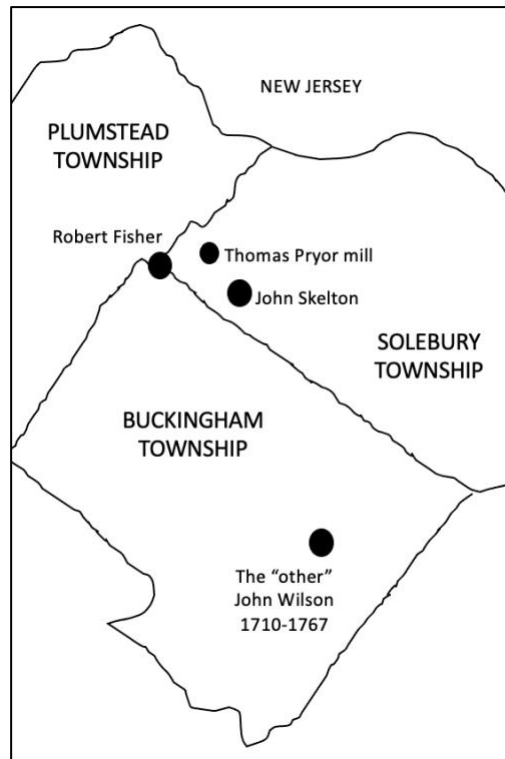 NEW JERSEY
PLUMSTEAD
TOWNSHIP
Robert Fisher
Thomas Pryor mill
John Skelton
SOLEBURY
TOWNSHIP
BUCKINGHAM
TOWNSHIP
The “other”
John Wilson
1710-1767